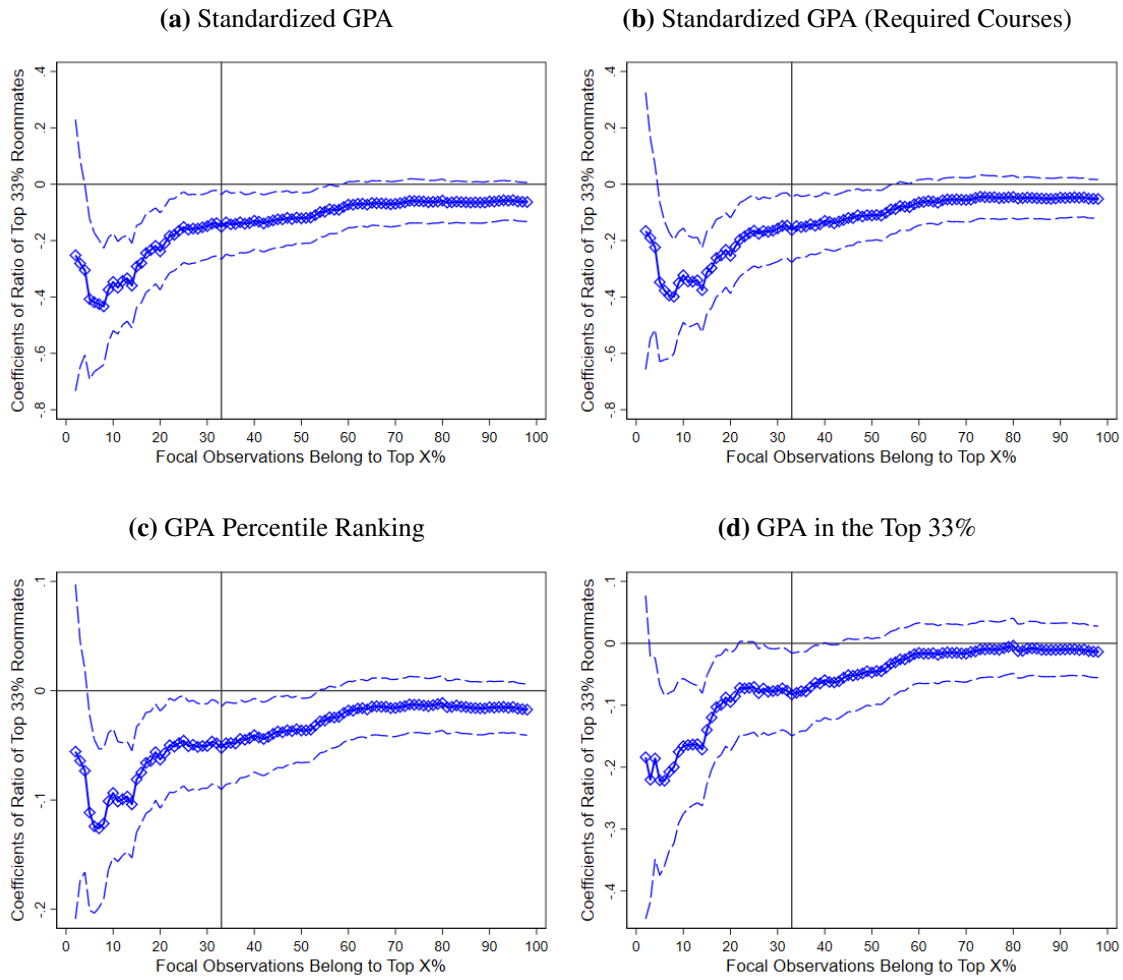 (a) Standardized GPA
Coefficients of Ratio of Top 33% Roommates
.4
.2
0
-.2
-.4
-.6
-.8
0 10 20 30 40 50 60 70 80 90 100
Focal Observations Belong to Top X%
(b) Standardized GPA (Required Courses)
Coefficients of Ratio of Top 33% Roommates
.4
.2
0
-.2
-.4
-.6
-.8
0 10 20 30 40 50 60 70 80 90 100
Focal Observations Belong to Top X%
(c) GPA Percentile Ranking
Coefficients of Ratio of Top 33% Roommates
.1
0
-.1
-.2
0 10 20 30 40 50 60 70 80 90 100
Focal Observations Belong to Top X%
(d) GPA in the Top 33%
Coefficients of Ratio of Top 33% Roommates
.1
0
-.1
-.2
-.3
-.4
0 10 20 30 40 50 60 70 80 90 100
Focal Observations Belong to Top X%